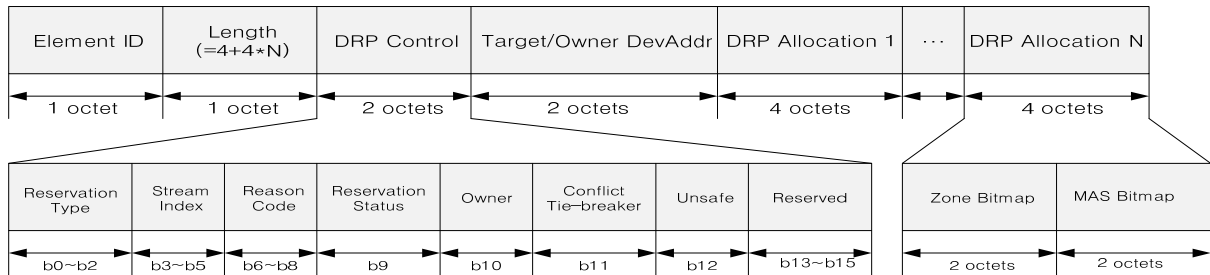 Element ID
Length
(=4+4*N)
DRP Control
Target/Owner DevAddr
DRP Allocation 1
...
DRP Allocation N
1 octet
1 octet
2 octets
2 octets
4 octets
4 octets
Reservation
Type
Stream
Index
Reason
Code
Reservation
Status
Owner
Conflict
Tie-breaker
Unsafe
Reserved
Zone Bitmap
MAS Bitmap
b0~b2
b3~b5
b6~b8
b9
b10
b11
b12
b13~b15
2 octets
2 octets